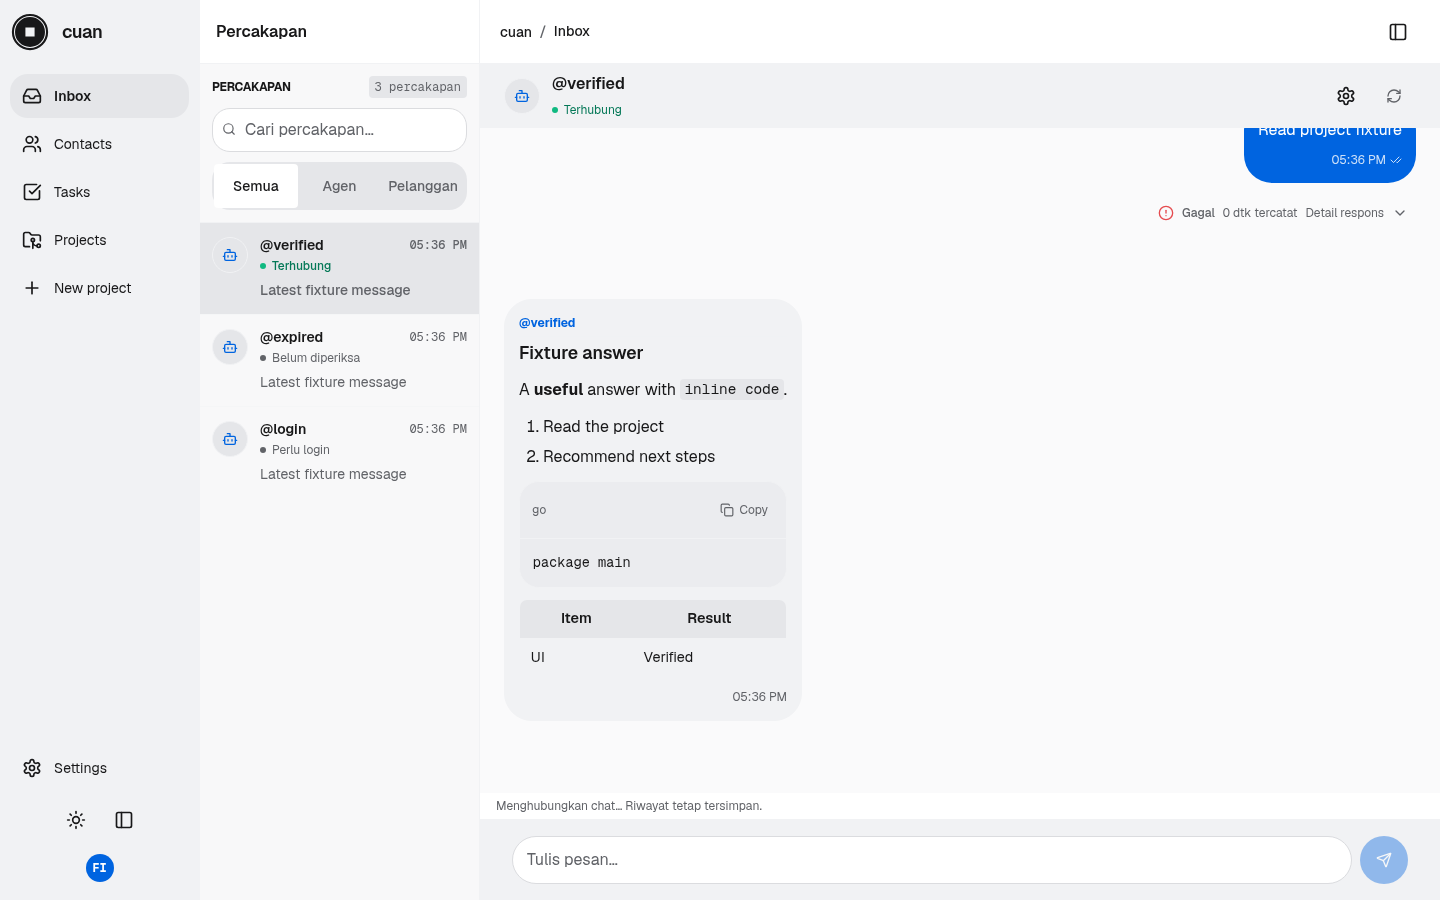 cuan
Inbox
Contacts
Tasks
Projects
New project
Settings
FI
Percakapan
PERCAKAPAN 3 percakapan
Cari percakapan...
Semua Agen Pelanggan
@verified 05:36 PM
Terhubung
Latest fixture message
@expired 05:36 PM
Belum diperiksa
Latest fixture message
@login 05:36 PM
Perlu login
Latest fixture message
cuan / Inbox
@verified
Terhubung
Read project fixture
05:36 PM
Gagal 0 dtk tercatat Detail respons
@verified
Fixture answer
A useful answer with inline code.
1. Read the project
2. Recommend next steps
go Copy
package main
Item Result
UI Verified
05:36 PM
Menghubungkan chat... Riwayat tetap tersimpan.
Tulis pesan...